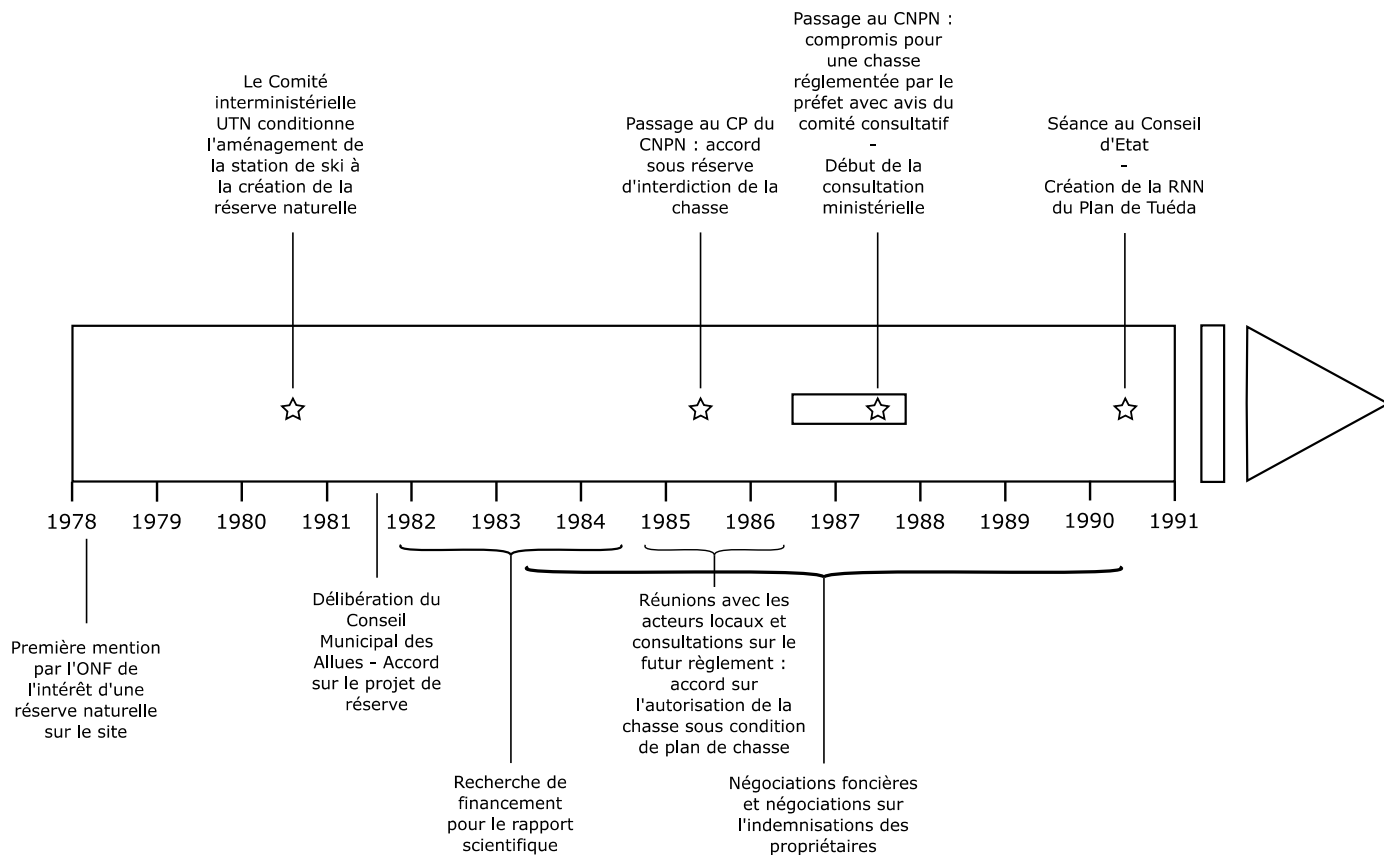 Le Comité
interministérielle
UTN conditionne
l'aménagement de
la station de ski à
la création de la
réserve naturelle
Passage au CP du
CNPN : accord
sous réserve
d'interdiction de la
chasse
Passage au CNPN :
compromis pour
une chasse
réglementée par le
préfet avec avis du
comité consultatif
-
Début de la
consultation
ministérielle
Séance au Conseil
d'Etat
-
Création de la RNN
du Plan de Tuéda
1978 1979 1980 1981 1982 1983 1984 1985 1986 1987 1988 1989 1990 1991
Première mention
par l'ONF de
l'intérêt d'une
réserve naturelle
sur le site
Délibération du
Conseil
Municipal des
Allues - Accord
sur le projet de
réserve
Recherche de
financement
pour le rapport
scientifique
Réunions avec les
acteurs locaux et
consultations sur le
futur règlement :
accord sur
l'autorisation de la
chasse sous condition
de plan de chasse
Négociations foncières
et négociations sur
l'indemnisations des
propriétaires